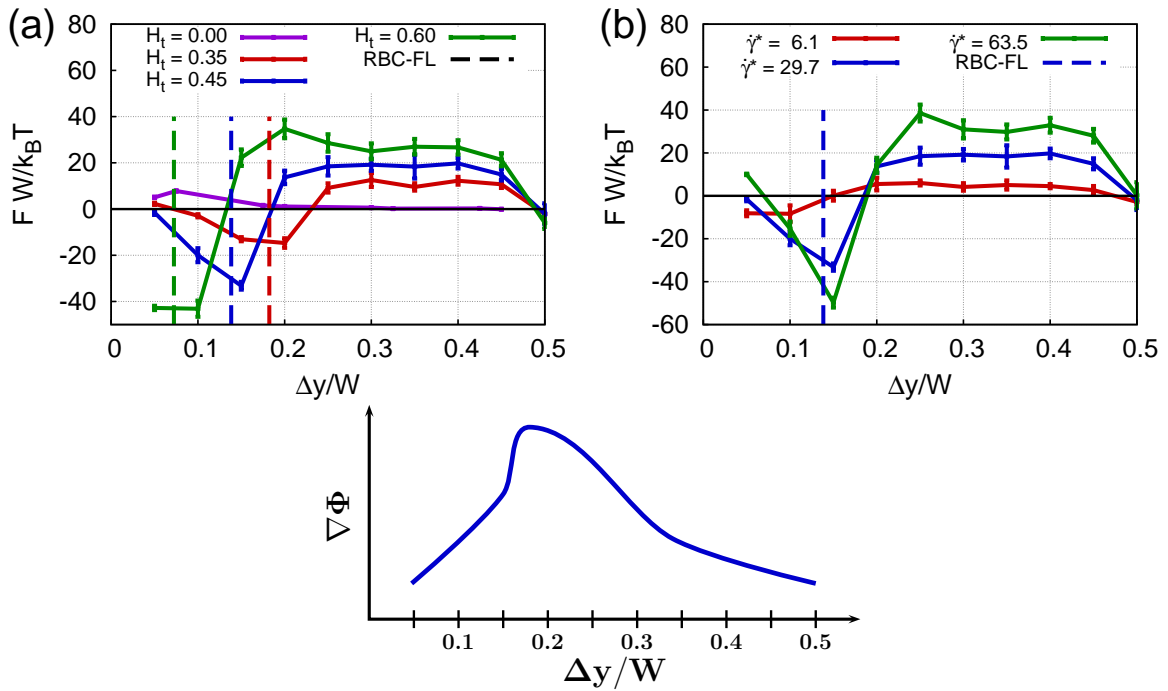 (a)
H_t = 0.00
H_t = 0.35
H_t = 0.45
H_t = 0.60
RBC-FL
F W/k_BT
80
60
40
20
0
-20
-40
0 0.1 0.2 0.3 0.4 0.5
Δy/W
(b)
γ̇* = 6.1
γ̇* = 29.7
γ̇* = 63.5
RBC-FL
F W/k_BT
80
60
40
20
0
-20
-40
-60
0 0.1 0.2 0.3 0.4 0.5
Δy/W
∇Φ
0.1 0.2 0.3 0.4 0.5
Δy/W